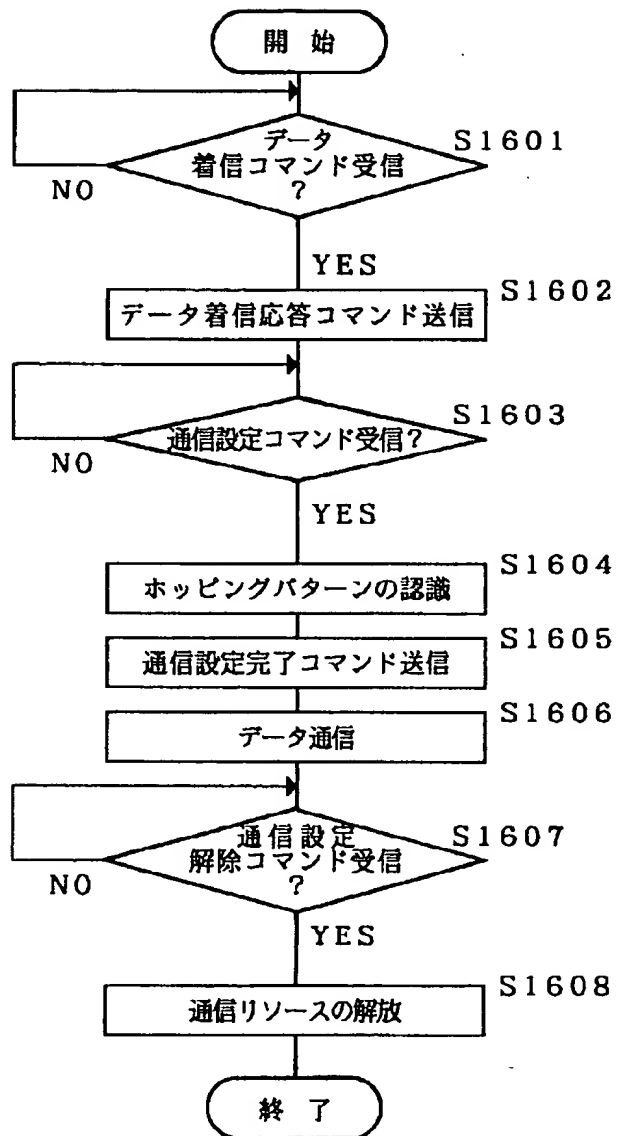 開 始
データ
着信コマンド受信
?
S1601
NO
YES
データ着信応答コマンド送信
S1602
通信設定コマンド受信?
S1603
NO
YES
ホッピングパターンの認識
S1604
通信設定完了コマンド送信
S1605
データ通信
S1606
通信設定
解除コマンド受信
?
S1607
NO
YES
通信リソースの解放
S1608
終 了